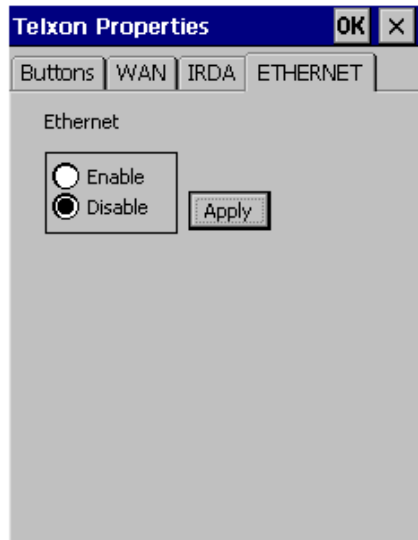 Telxon Properties OK ×
Buttons WAN IRDA ETHERNET
Ethernet
Enable
Disable
Apply